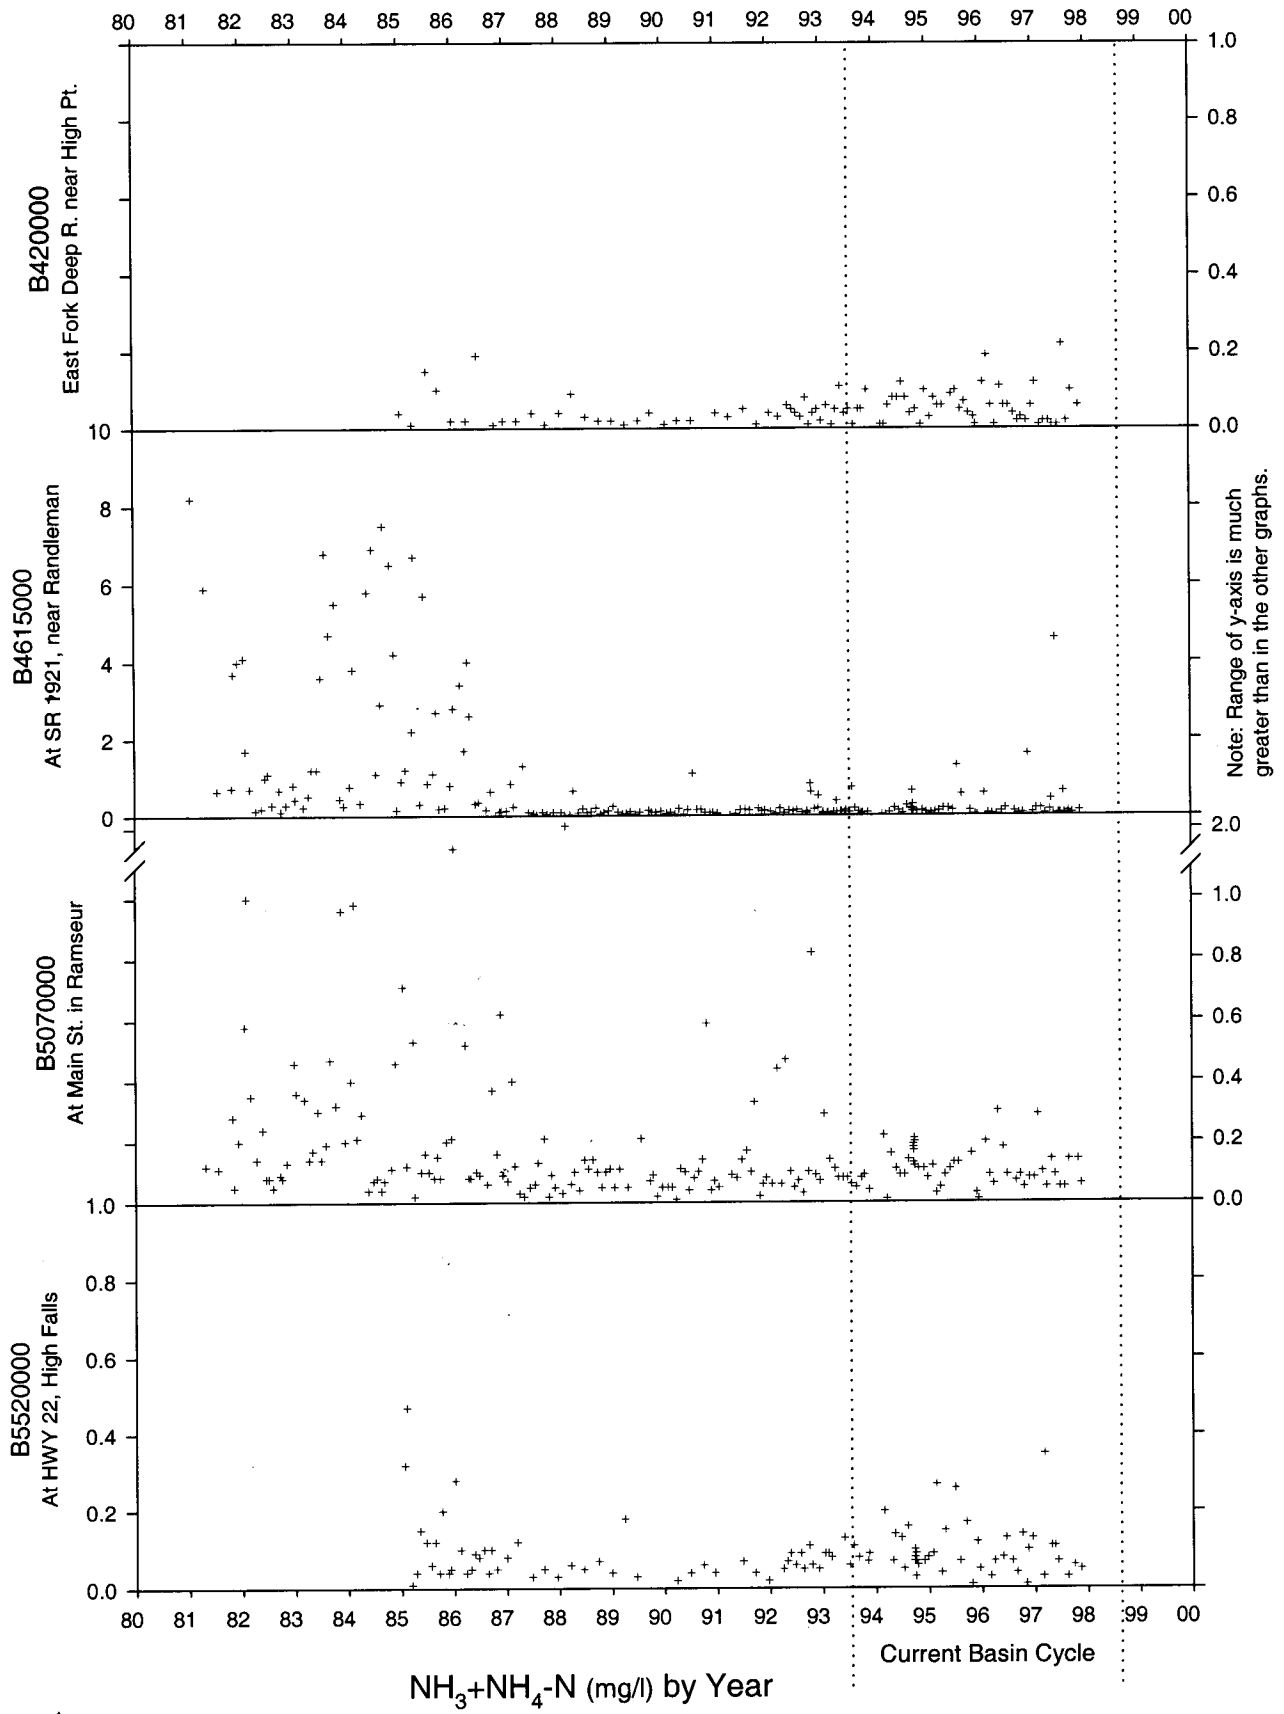 80 81 82 83 84 85 86 87 88 89 90 91 92 93 94 95 96 97 98 99 00
B420000
East Fork Deep R. near High Pt.
1.0
0.8
0.6
0.4
0.2
0.0
B4615000
At SR 1921, near Randleman
10
8
6
4
2
0
Note: Range of y-axis is much
greater than in the other graphs.
B5070000
At Main St. in Ramseur
2.0
1.0
0.8
0.6
0.4
0.2
0.0
B5520000
At HWY 22, High Falls
1.0
0.8
0.6
0.4
0.2
0.0
80 81 82 83 84 85 86 87 88 89 90 91 92 93 94 95 96 97 98 99 00
Current Basin Cycle
NH3+NH4-N (mg/l) by Year